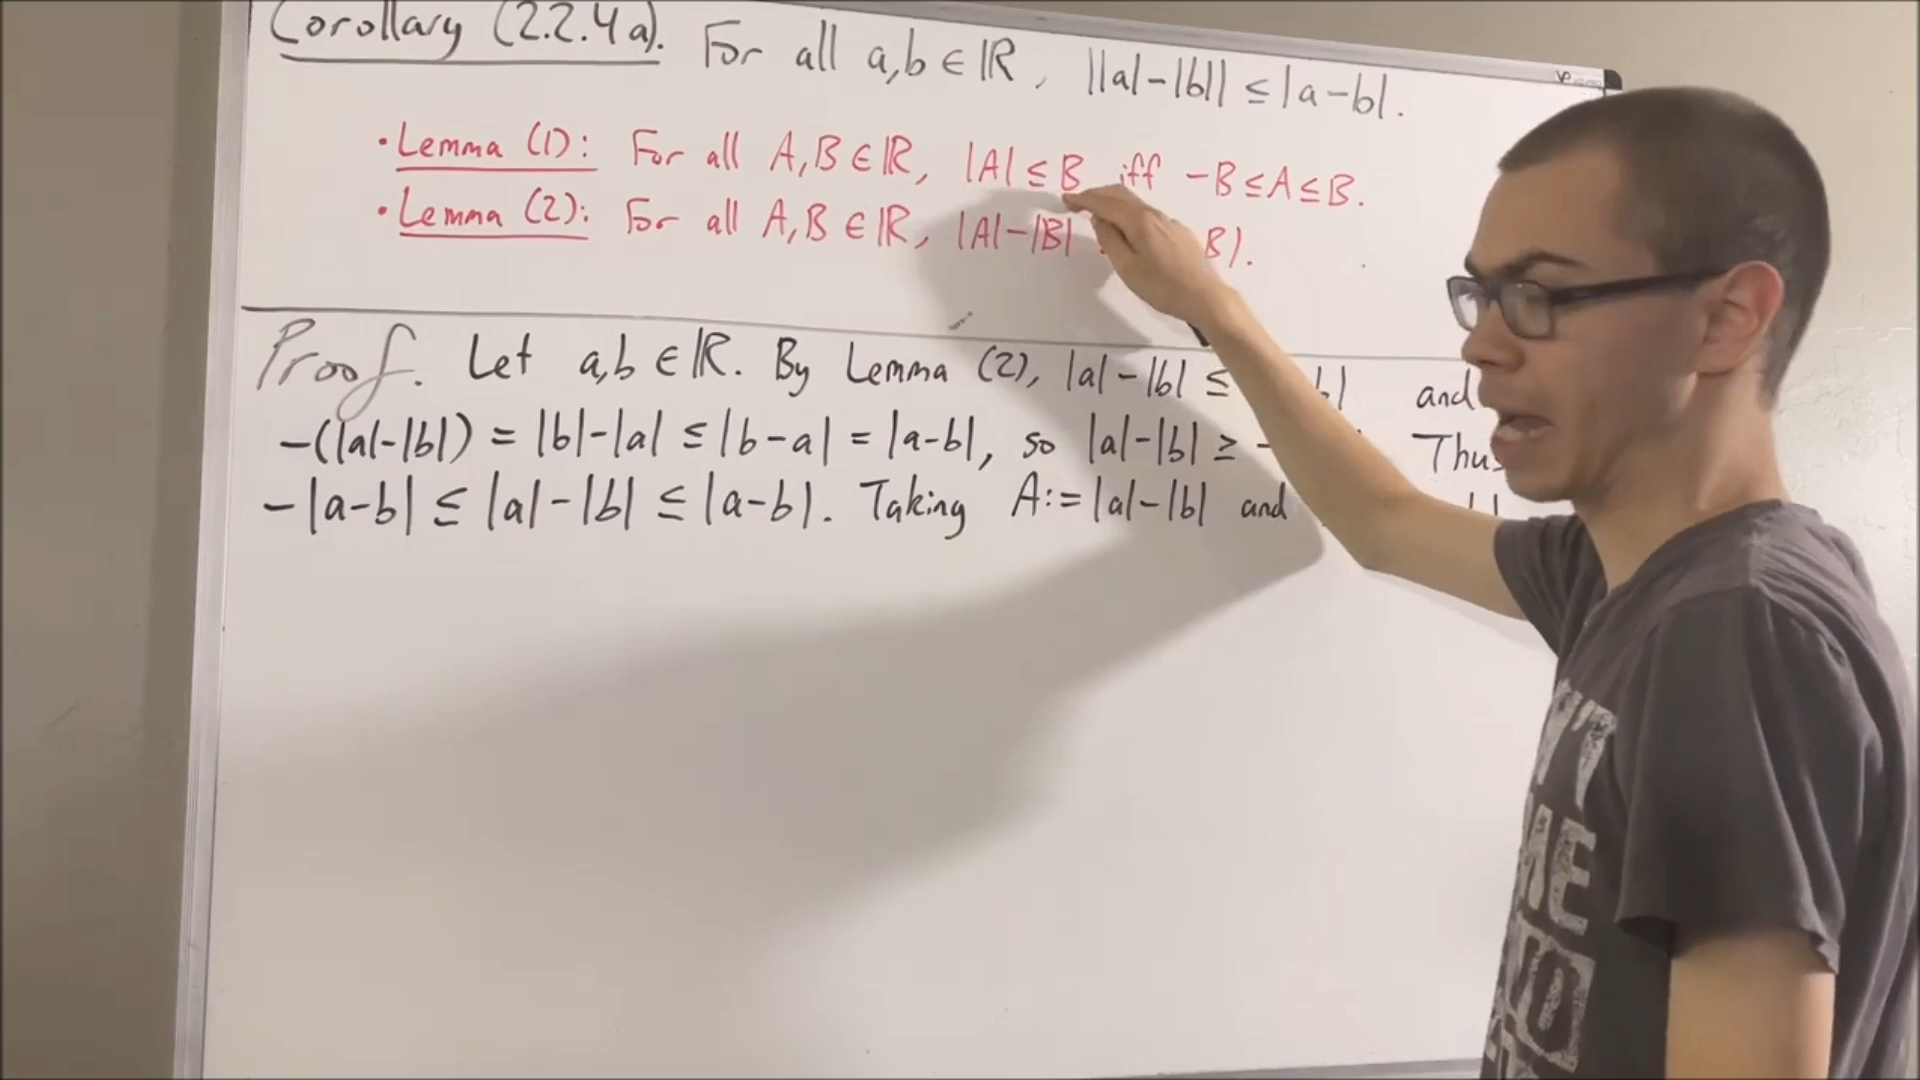 Corollary (2.2.4a). For all a,b ∈ ℝ, ||a|-|b|| ≤ |a-b|.
• Lemma (1): For all A,B ∈ ℝ, |A| ≤ B iff -B ≤ A ≤ B.
• Lemma (2): For all A,B ∈ ℝ, |A|-|B| B|.
Proof. Let a,b ∈ ℝ. By Lemma (2), |a|-|b| ≤ b| and
-(|a|-|b|) = |b|-|a| ≤ |b-a| = |a-b|, so |a|-|b| ≥ - Thus
-|a-b| ≤ |a|-|b| ≤ |a-b|. Taking A:= |a|-|b| and